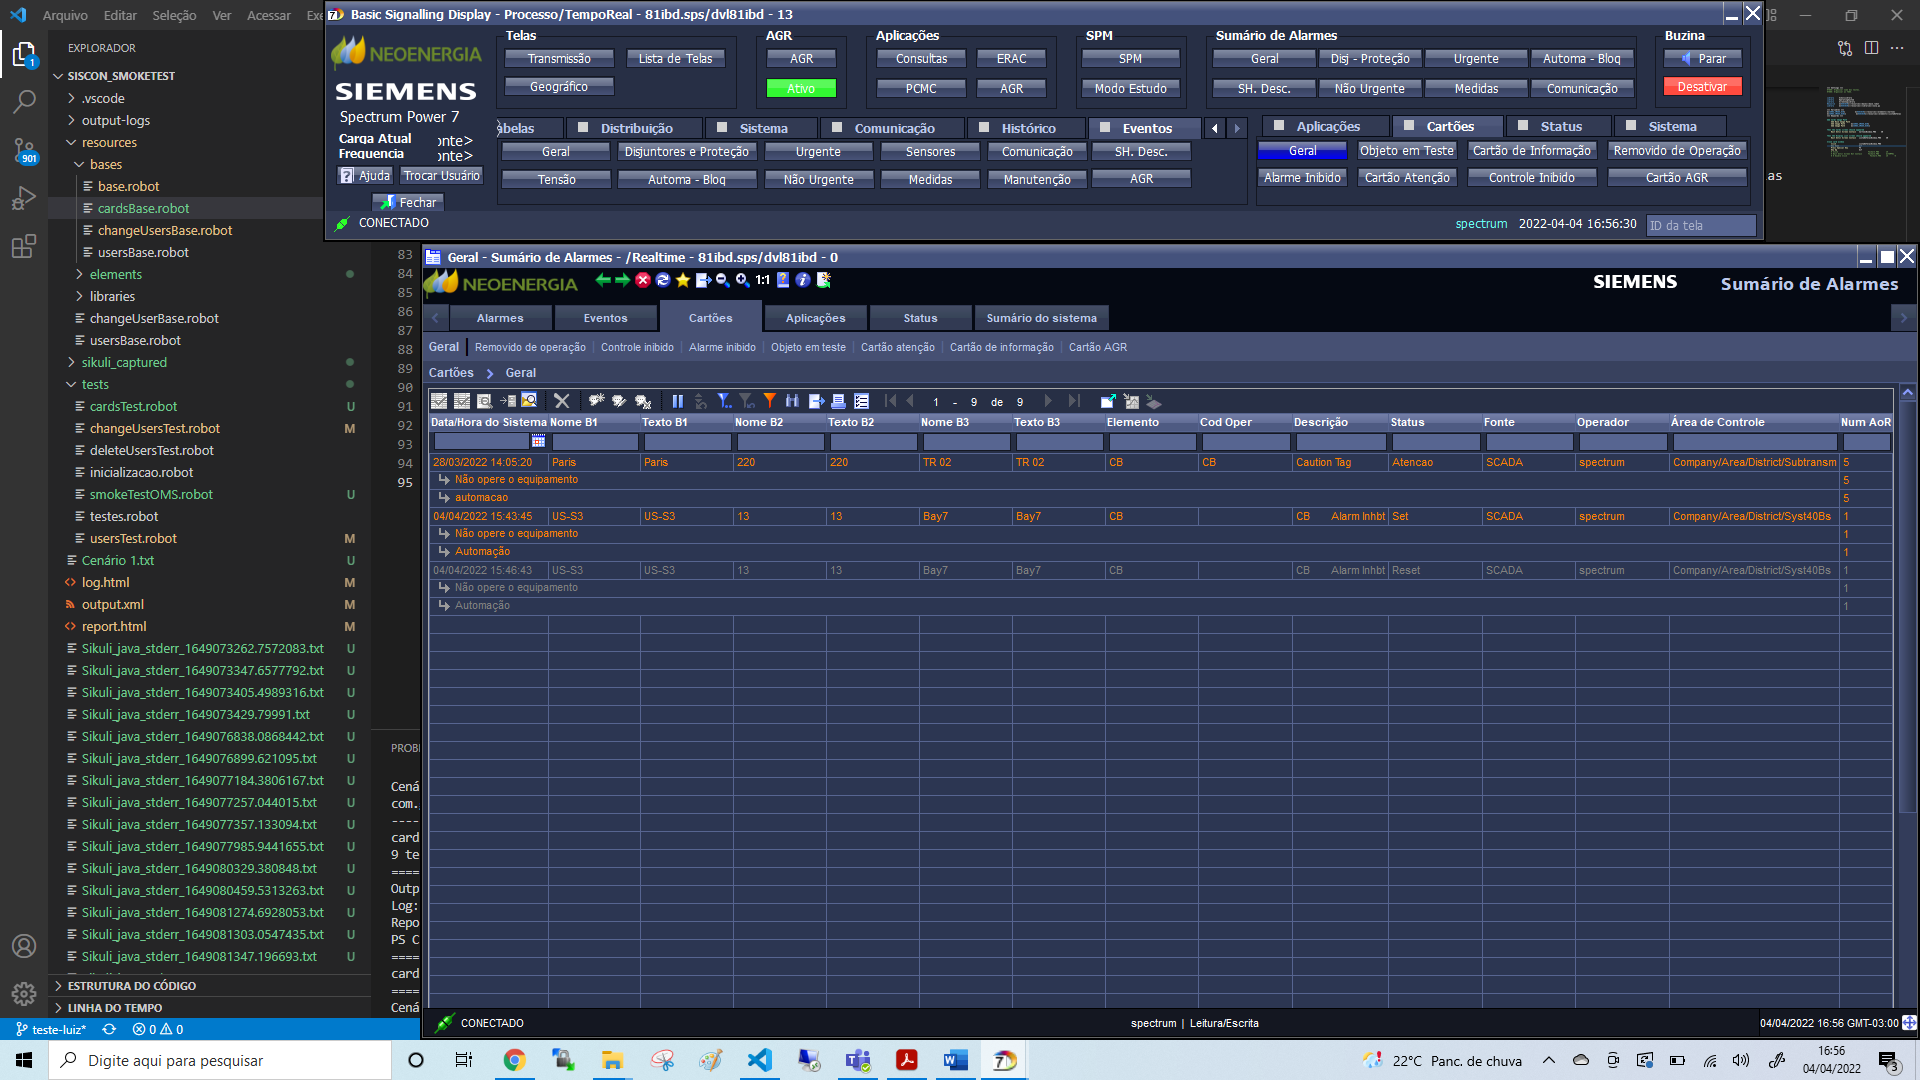 Arquivo Editar Seleção Ver Acessar Exe
EXPLORADOR
SISCON_SMOKETEST
.vscode
output-logs
resources
bases
base.robot
cardsBase.robot
changeUsersBase.robot
usersBase.robot
elements
libraries
changeUserBase.robot
usersBase.robot
sikuli_captured
tests
cardsTest.robot U
changeUsersTest.robot M
deleteUsersTest.robot
inicializacao.robot
smokeTestOMS.robot U
testes.robot
usersTest.robot M
Cenário 1.txt U
log.html M
output.xml M
report.html M
Sikuli_java_stderr_1649073262.7572083.txt U
Sikuli_java_stderr_1649073347.6577792.txt U
Sikuli_java_stderr_1649073405.4989316.txt U
Sikuli_java_stderr_1649073429.79991.txt U
Sikuli_java_stderr_1649076838.0868442.txt U
Sikuli_java_stderr_1649076899.621095.txt U
Sikuli_java_stderr_1649077184.3806167.txt U
Sikuli_java_stderr_1649077257.044015.txt U
Sikuli_java_stderr_1649077357.133094.txt U
Sikuli_java_stderr_1649077985.9441655.txt U
Sikuli_java_stderr_1649080329.380848.txt U
Sikuli_java_stderr_1649080459.5313263.txt U
Sikuli_java_stderr_1649081274.6928053.txt U
Sikuli_java_stderr_1649081303.0547435.txt U
Sikuli_java_stderr_1649081347.196693.txt U
ESTRUTURA DO CÓDIGO
LINHA DO TEMPO
1
901
teste-luiz* 0 0
83
84
85
86
87
88
89
90
91
92
93
94
95
as
PROB
Cená
com.
----
card
9 te
====
Outp
Log:
Repo
PS C
====
card
====
Cená
Basic Signalling Display - Processo/TempoReal - 81ibd.sps/dvl81ibd - 13
NEOENERGIA
SIEMENS
Spectrum Power 7
Carga Atual onte>
Frequencia onte>
Ajuda Trocar Usuário
Fechar
CONECTADO
Telas
Transmissão Lista de Telas
Geográfico
AGR
AGR
Ativo
Aplicações
Consultas ERAC
PCMC AGR
SPM
SPM
Modo Estudo
Sumário de Alarmes
Geral Disj - Proteção Urgente Automa - Bloq
SH. Desc. Não Urgente Medidas Comunicação
Buzina
Parar
Desativar
abelas Distribuição Sistema Comunicação Histórico Eventos
Geral Disjuntores e Proteção Urgente Sensores Comunicação SH. Desc.
Tensão Automa - Bloq Não Urgente Medidas Manutenção AGR
Aplicações Cartões Status Sistema
Geral Objeto em Teste Cartão de Informação Removido de Operação
Alarme Inibido Cartão Atenção Controle Inibido Cartão AGR
spectrum 2022-04-04 16:56:30 ID da tela
Geral - Sumário de Alarmes - /Realtime - 81ibd.sps/dvl81ibd - 0
NEOENERGIA 1:1 SIEMENS Sumário de Alarmes
Alarmes Eventos Cartões Aplicações Status Sumário do sistema
Geral Removido de operação Controle inibido Alarme inibido Objeto em teste Cartão atenção Cartão de informação Cartão AGR
Cartões > Geral
1 - 9 de 9
Data/Hora do Sistema Nome B1 Texto B1 Nome B2 Texto B2 Nome B3 Texto B3 Elemento Cod Oper Descrição Status Fonte Operador Área de Controle Num AoR
28/03/2022 14:05:20 Paris Paris 220 220 TR 02 TR 02 CB CB Caution Tag Atencao SCADA spectrum Company/Area/District/Subtransm 5
Não opere o equipamento 5
automacao 5
04/04/2022 15:43:45 US-S3 US-S3 13 13 Bay7 Bay7 CB CB Alarm Inhbt Set SCADA spectrum Company/Area/District/Syst40Bs 1
Não opere o equipamento 1
Automação 1
04/04/2022 15:46:43 US-S3 US-S3 13 13 Bay7 Bay7 CB CB Alarm Inhbt Reset SCADA spectrum Company/Area/District/Syst40Bs 1
Não opere o equipamento 1
Automação 1
CONECTADO spectrum | Leitura/Escrita 04/04/2022 16:56 GMT-03:00
Digite aqui para pesquisar
22°C Panc. de chuva
16:56
04/04/2022
3